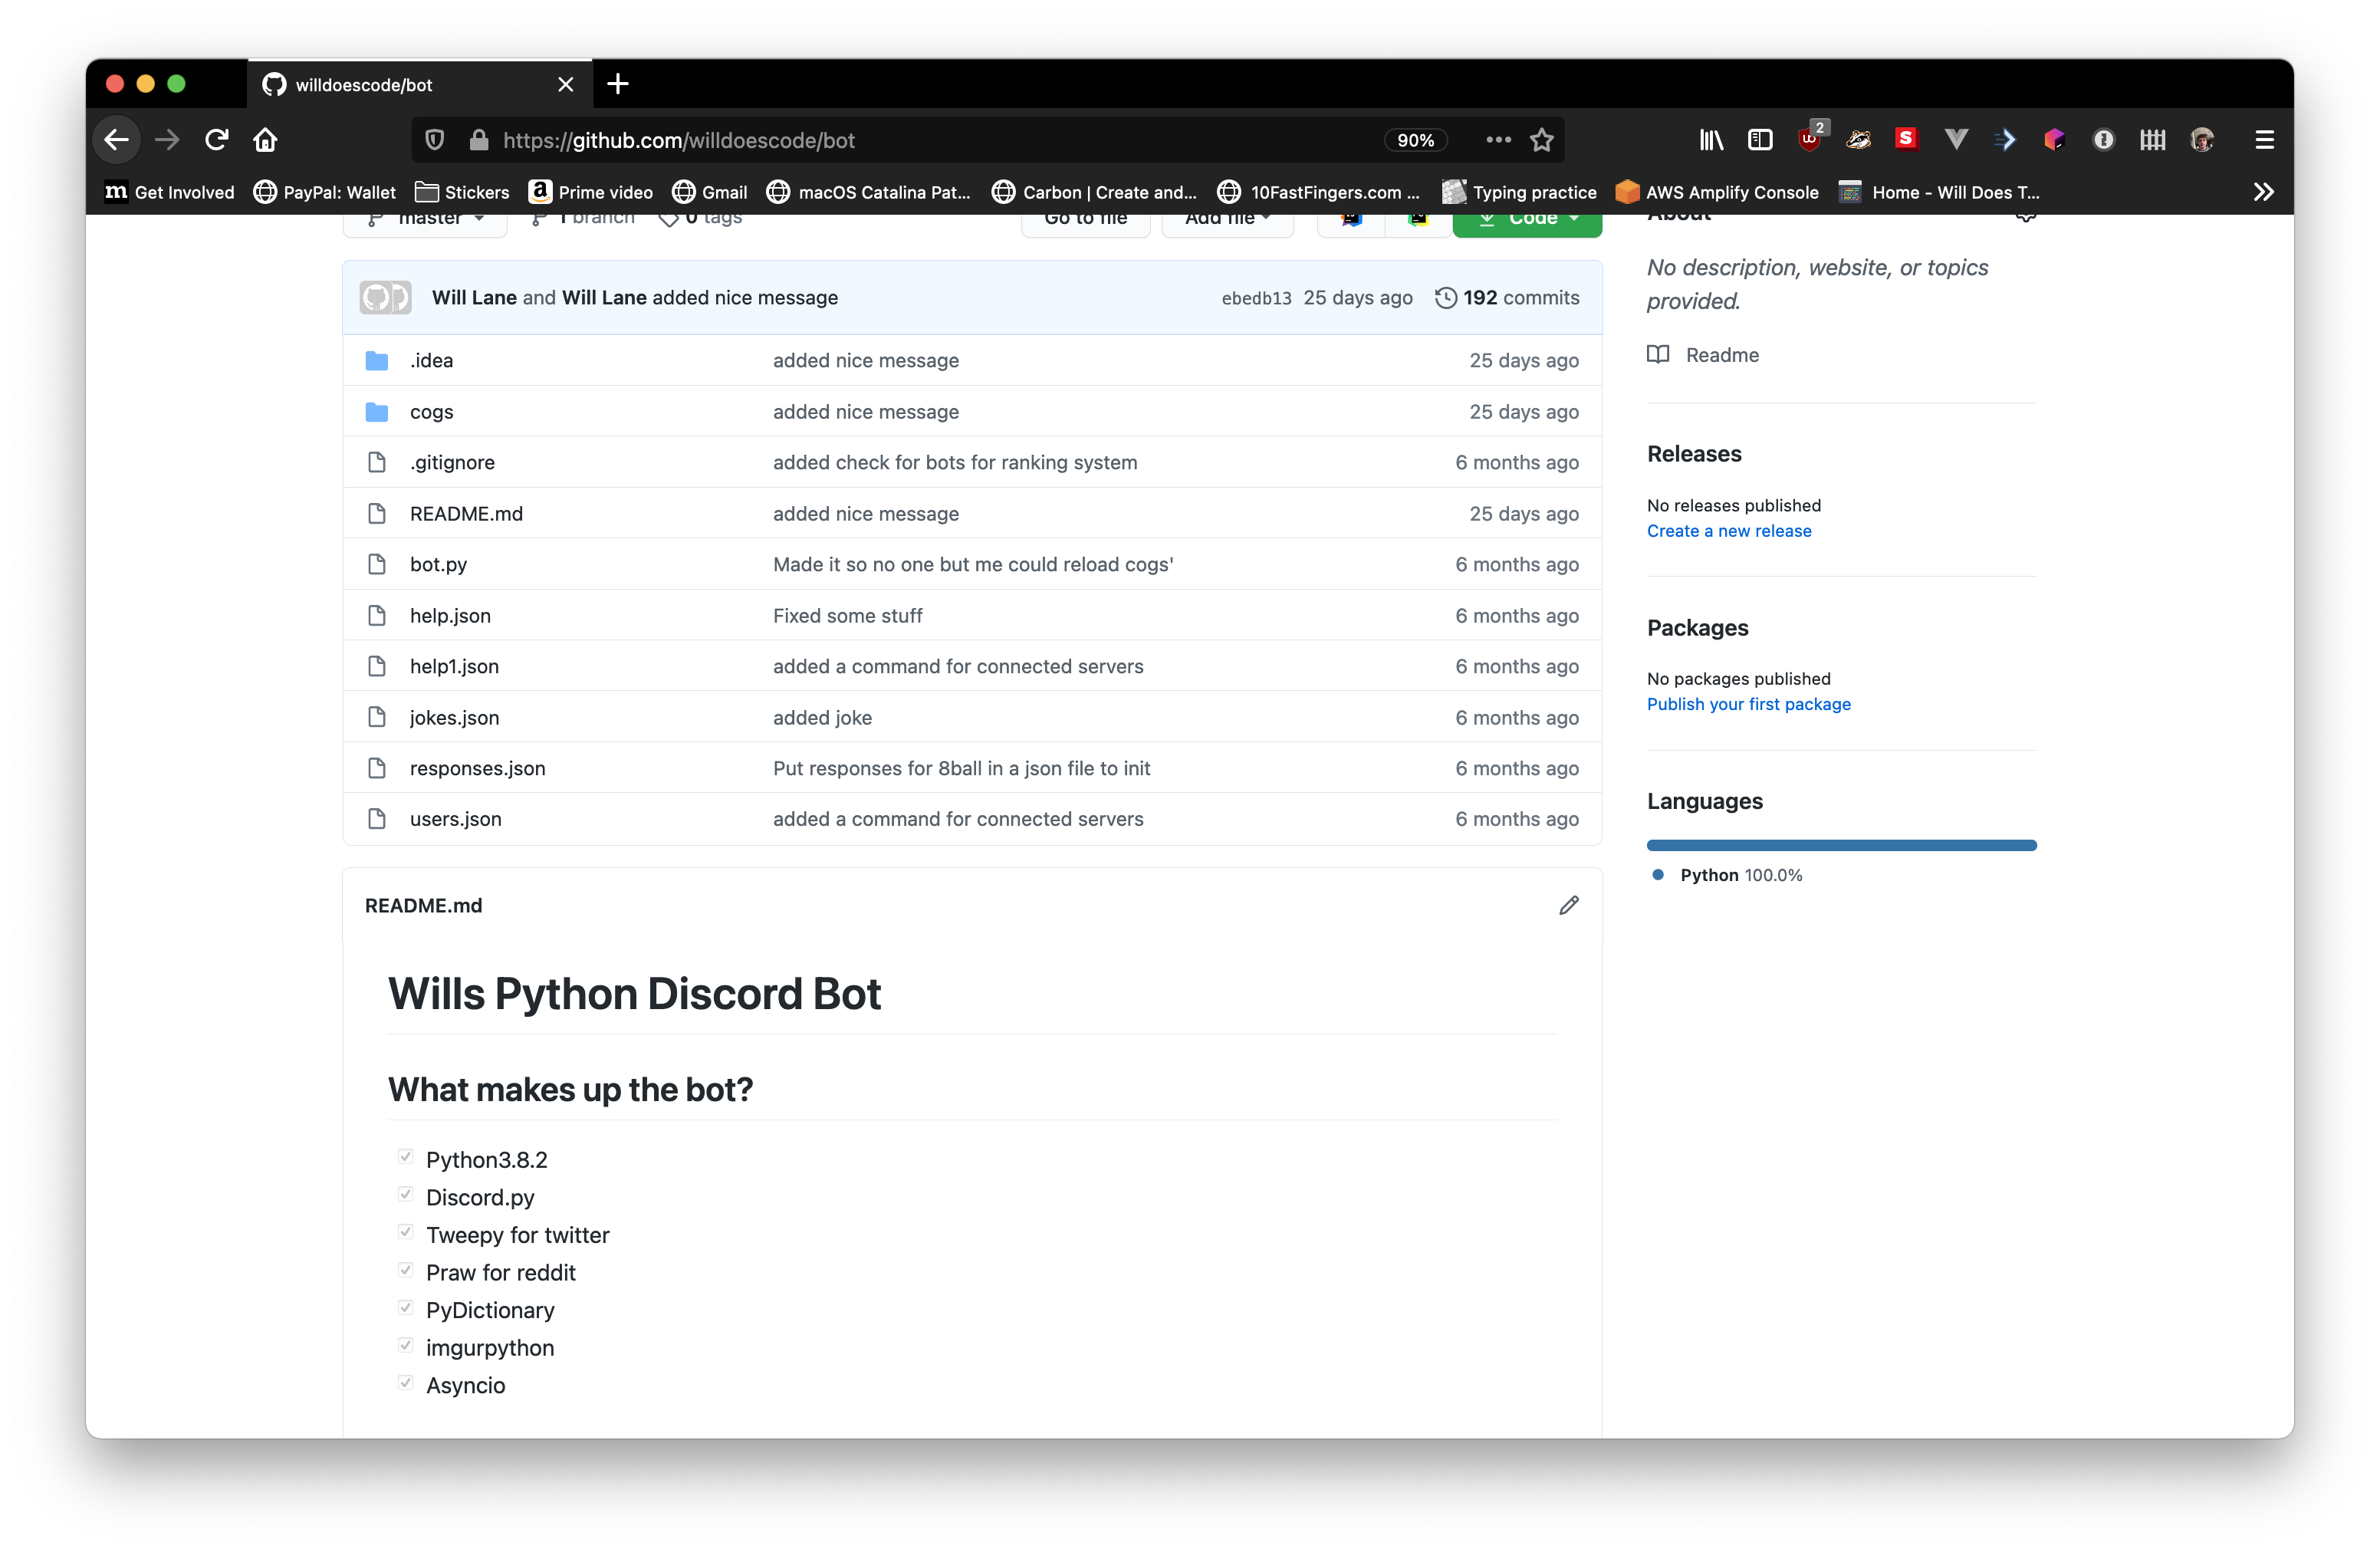 willdoescode/bot
https://github.com/willdoescode/bot 90% 2
m Get Involved PayPal: Wallet Stickers a Prime video Gmail macOS Catalina Pat... Carbon | Create and... 10FastFingers.com ... Typing practice AWS Amplify Console Home - Will Does T...
master 1 branch 0 tags Go to file Add file Code
About
No description, website, or topics
provided.
Readme
Will Lane and Will Lane added nice message ebedb13 25 days ago 192 commits
.idea added nice message 25 days ago
cogs added nice message 25 days ago
.gitignore added check for bots for ranking system 6 months ago
README.md added nice message 25 days ago
bot.py Made it so no one but me could reload cogs' 6 months ago
help.json Fixed some stuff 6 months ago
help1.json added a command for connected servers 6 months ago
jokes.json added joke 6 months ago
responses.json Put responses for 8ball in a json file to init 6 months ago
users.json added a command for connected servers 6 months ago
Releases
No releases published
Create a new release
Packages
No packages published
Publish your first package
Languages
Python 100.0%
README.md
Wills Python Discord Bot
What makes up the bot?
Python3.8.2
Discord.py
Tweepy for twitter
Praw for reddit
PyDictionary
imgurpython
Asyncio